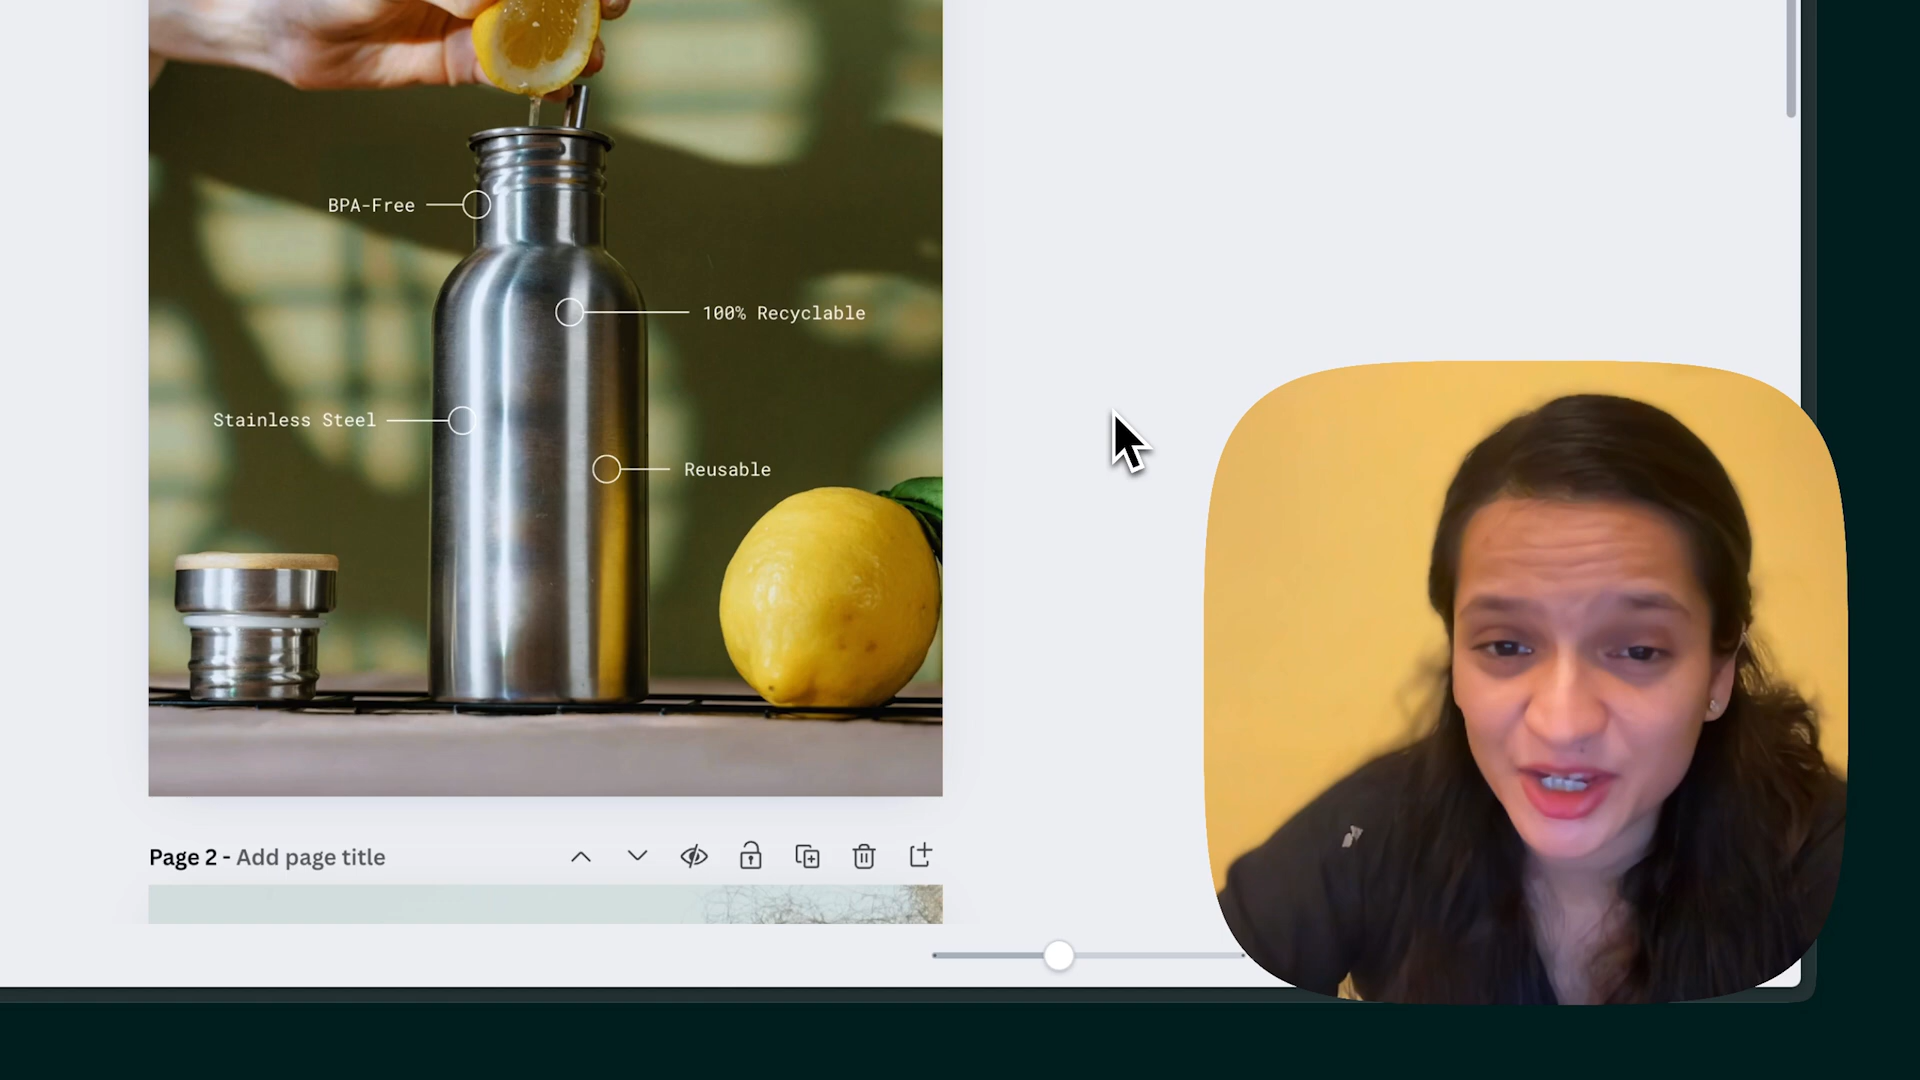 BPA-Free
100% Recyclable
Stainless Steel
Reusable
Page 2 - Add page title